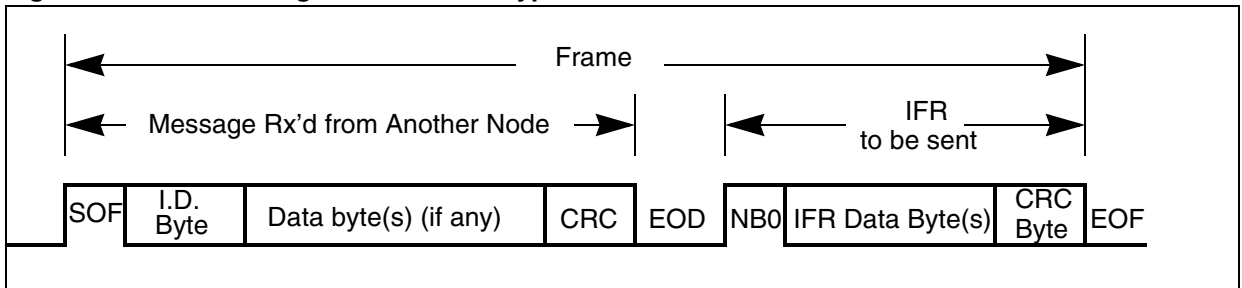 Frame
Message Rx'd from Another Node
IFR
to be sent
SOF
I.D.
Byte
Data byte(s) (if any)
CRC
EOD
NB0
IFR Data Byte(s)
CRC
Byte
EOF